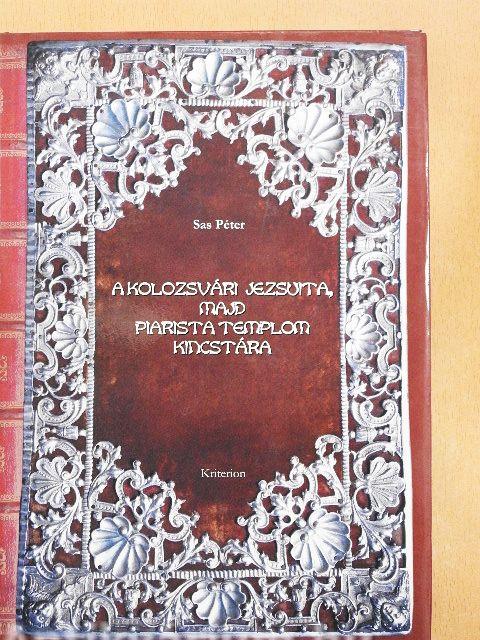 Sas Péter
A KOLOZSVÁRI JEZSUITA,
MAJD
PIARISTA TEMPLOM
KINCSTÁRA
Kriterion